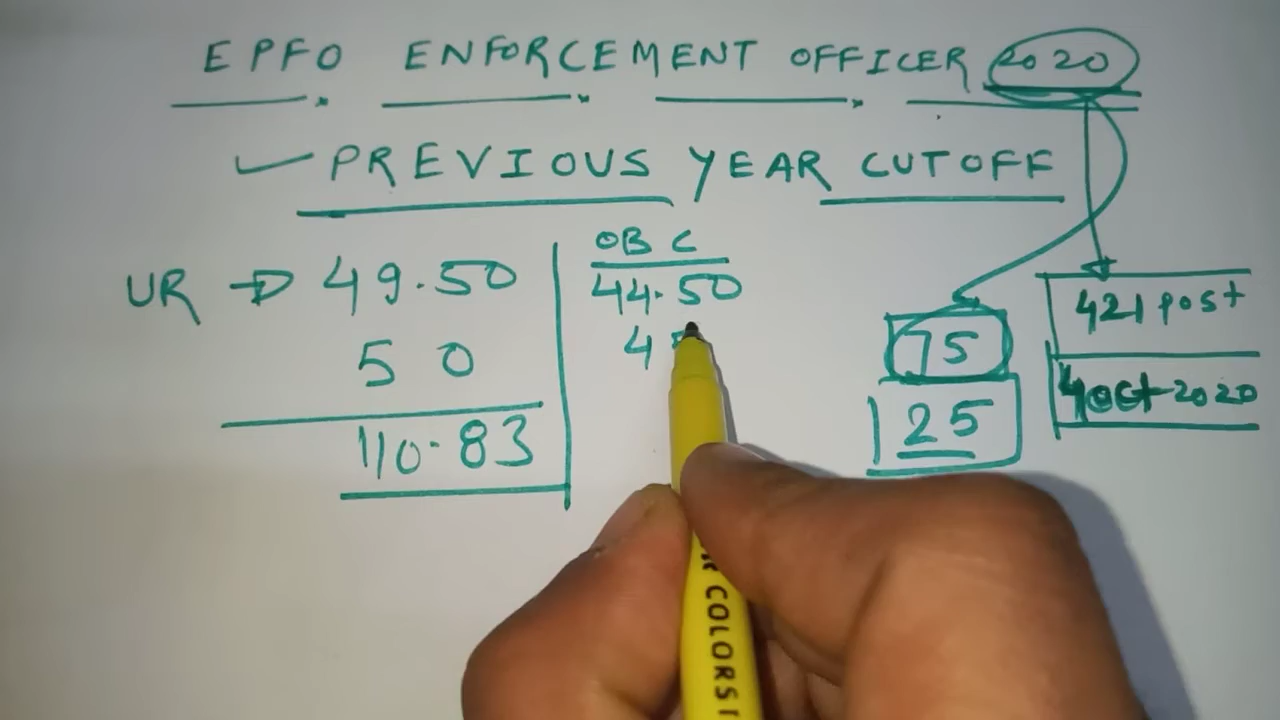 EPFO ENFORCEMENT OFFICER 2020
✓ PREVIOUS YEAR CUTOFF
UR → 49.50
50
110.83
OBC
44.50
4
75
25
421 post
4 oct-2020
COLORS